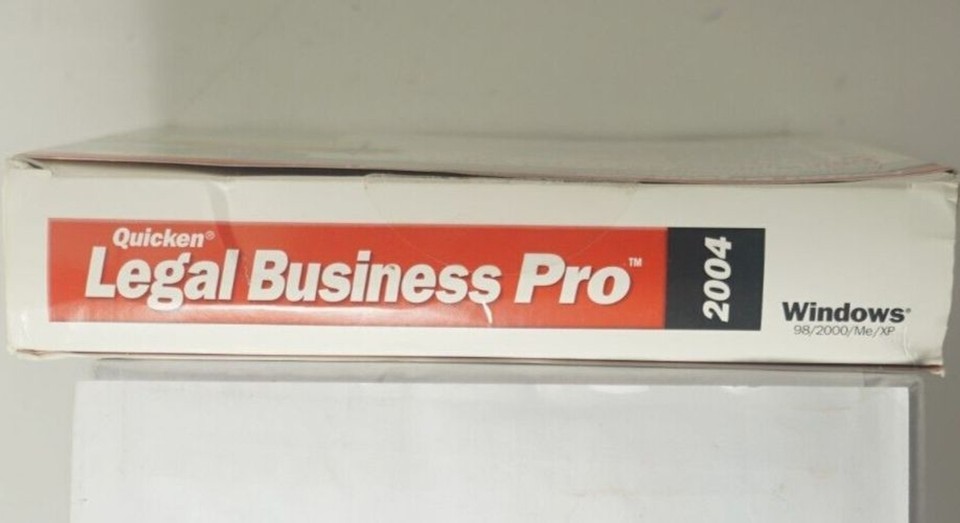 Quicken®
Legal Business Pro™
2004
Windows®
98/2000/Me/XP